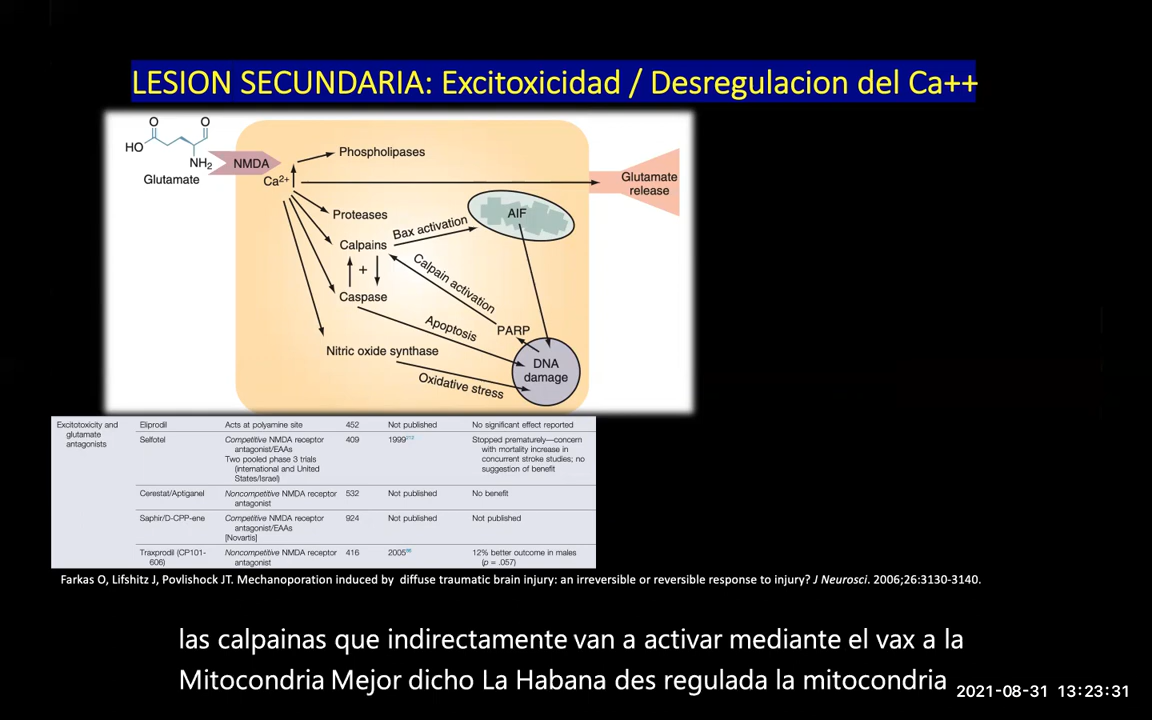 LESION SECUNDARIA: Excitoxicidad / Desregulacion del Ca++
O O
HO
NH2
Glutamate
NMDA
Ca2+
Phospholipases
Glutamate
release
Proteases
Calpains
Bax activation
AIF
+
Calpain activation
Caspase
Apoptosis
PARP
Nitric oxide synthase
Oxidative stress
DNA
damage
Excitotoxicity and Eliprodil Acts at polyamine site 452 Not published No significant effect reported
glutamate
antagonists
Selfotel Competitive NMDA receptor 409 1999 Stopped prematurely—concern
antagonist/EAAs with mortality increase in
Two pooled phase 3 trials concurrent stroke studies; no
(international and United suggestion of benefit
States/Israel)
Cerestat/Aptiganel Noncompetitive NMDA receptor 532 Not published No benefit
antagonist
Saphir/D-CPP-ene Competitive NMDA receptor 924 Not published Not published
antagonist/EAAs
[Novartis]
Traxprodil (CP101- Noncompetitive NMDA receptor 416 2005 12% better outcome in males
606) antagonist (p = .057)
Farkas O, Lifshitz J, Povlishock JT. Mechanoporation induced by diffuse traumatic brain injury: an irreversible or reversible response to injury? J Neurosci. 2006;26:3130-3140.
las calpainas que indirectamente van a activar mediante el vax a la
Mitocondria Mejor dicho La Habana des regulada la mitocondria
2021-08-31 13:23:31